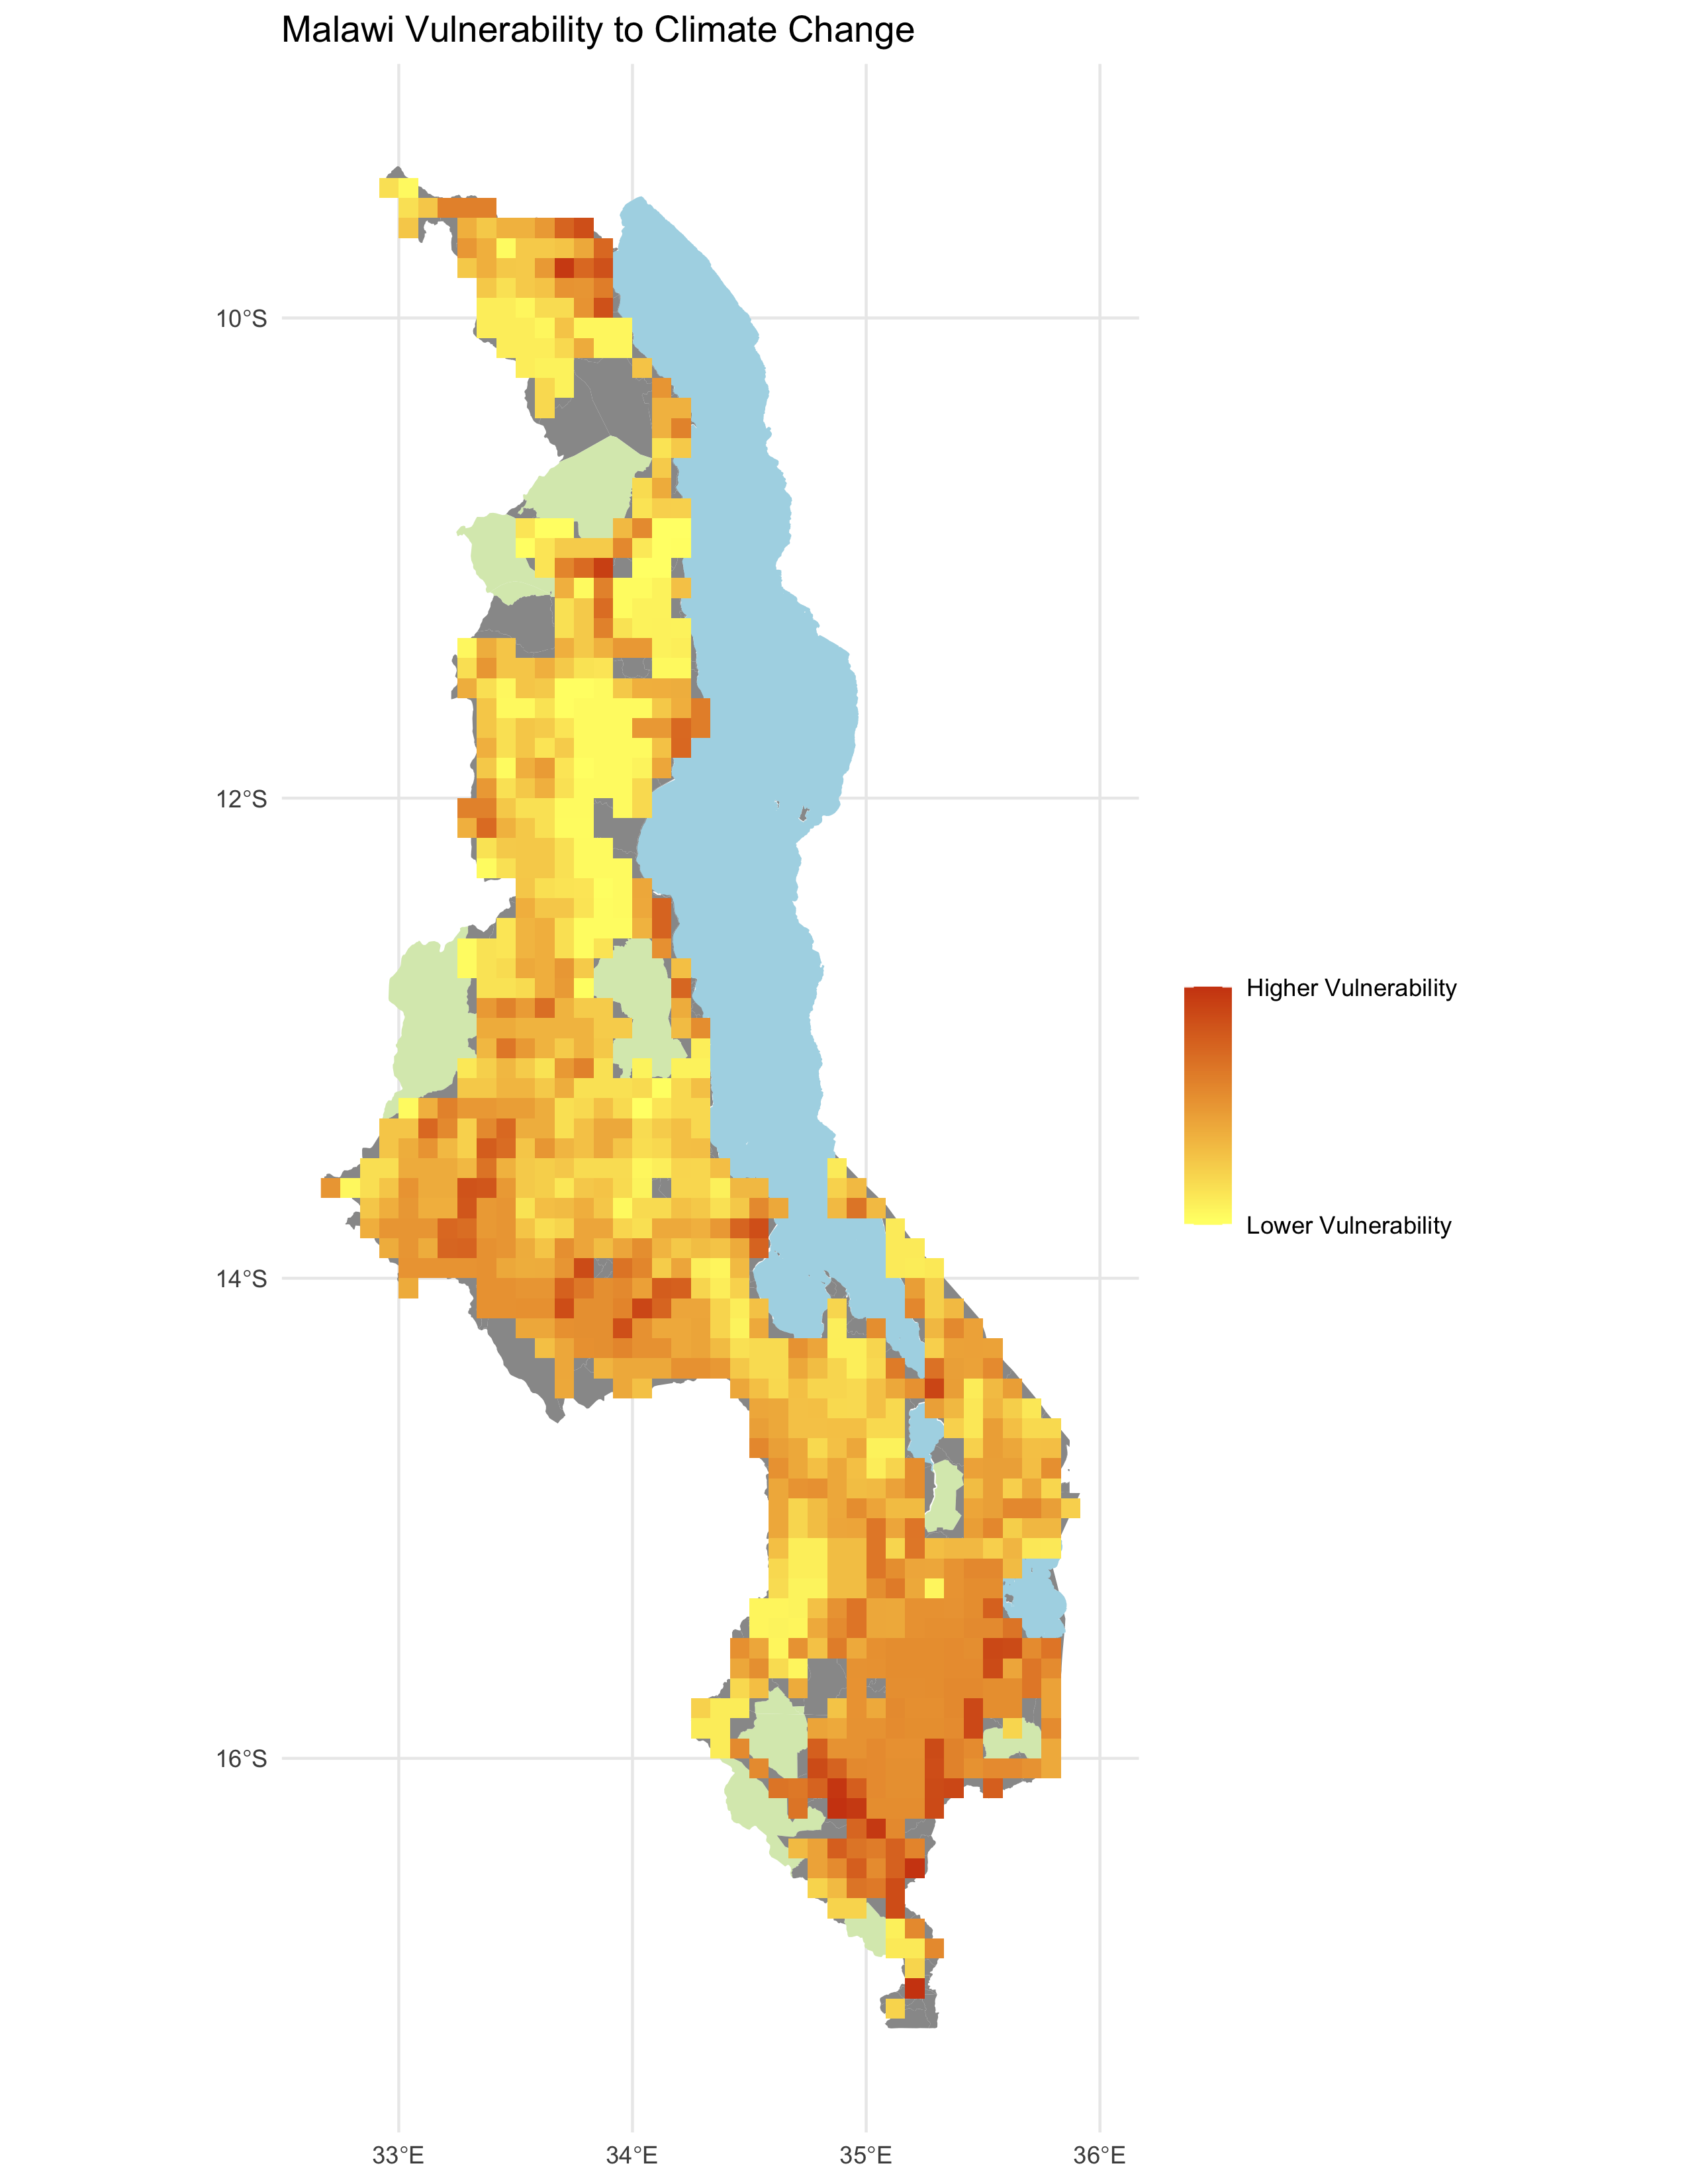 Malawi Vulnerability to Climate Change
10°S
12°S
14°S
16°S
33°E
34°E
35°E
36°E
Higher Vulnerability
Lower Vulnerability